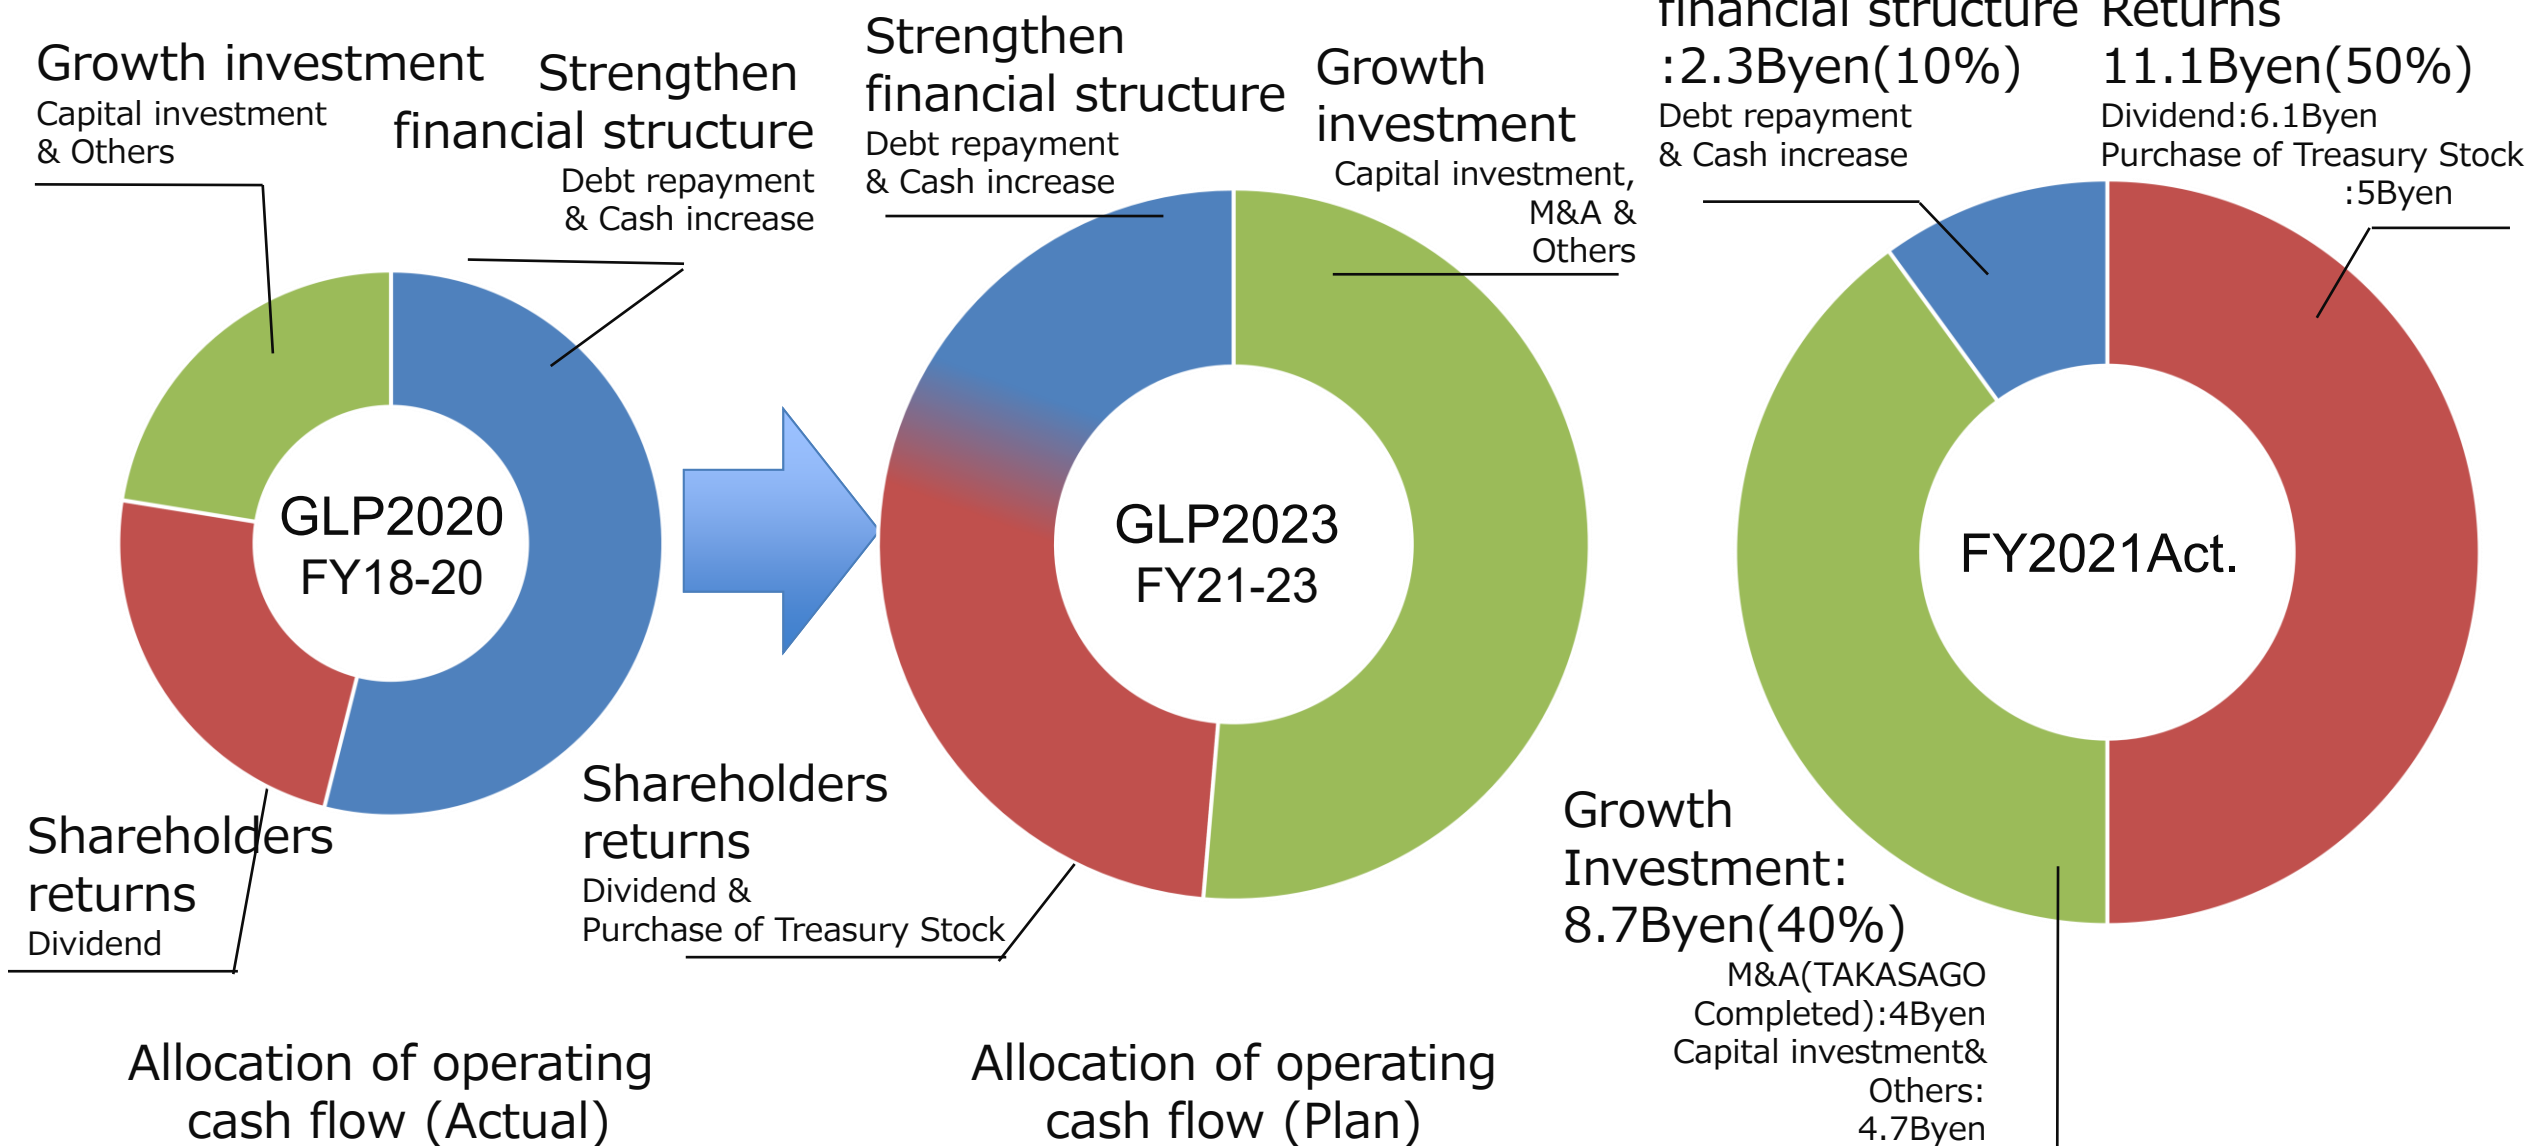 Growth investment
Capital investment
& Others
Strengthen
financial structure
Debt repayment
& Cash increase
GLP2020
FY18-20
Shareholders
returns
Dividend
Allocation of operating
cash flow (Actual)
Strengthen
financial structure
Debt repayment
& Cash increase
Growth
investment
Capital investment,
M&A &
Others
GLP2023
FY21-23
Shareholders
returns
Dividend &
Purchase of Treasury Stock
Allocation of operating
cash flow (Plan)
financial structure
:2.3Byen(10%)
Debt repayment
& Cash increase
Returns
11.1Byen(50%)
Dividend:6.1Byen
Purchase of Treasury Stock
:5Byen
FY2021Act.
Growth
Investment:
8.7Byen(40%)
M&A(TAKASAGO
Completed):4Byen
Capital investment&
Others:
4.7Byen